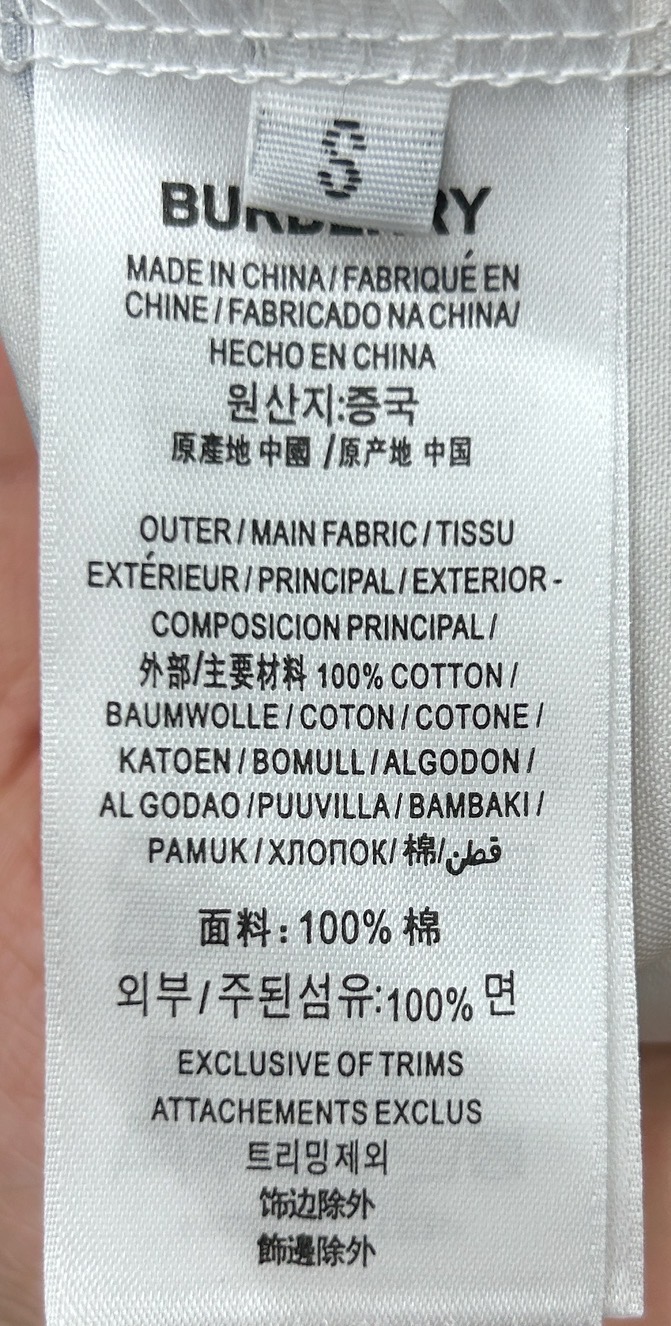 S
BURBERRY
MADE IN CHINA / FABRIQUÉ EN
CHINE / FABRICADO NA CHINA/
HECHO EN CHINA
원산지:중국
原產地 中國 /原产地 中国
OUTER / MAIN FABRIC / TISSU
EXTÉRIEUR / PRINCIPAL / EXTERIOR -
COMPOSICION PRINCIPAL /
外部/主要材料 100% COTTON /
BAUMWOLLE / COTON / COTONE /
KATOEN / BOMULL / ALGODON /
AL GODAO / PUUVILLA / BAMBAKI /
PAMUK / ХЛОПОК/ 棉/قطن
面料: 100% 棉
외부/주된섬유:100% 면
EXCLUSIVE OF TRIMS
ATTACHEMENTS EXCLUS
트리밍제외
饰边除外
飾邊除外